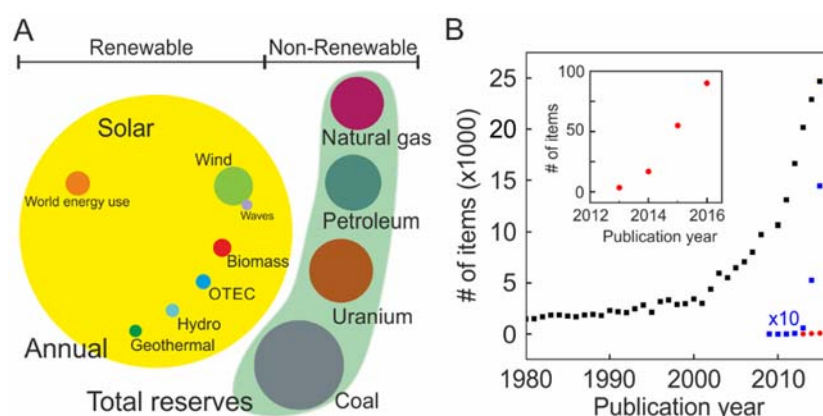 A
Renewable
Non-Renewable
Solar
Wind
World energy use
Waves
Biomass
OTEC
Hydro
Geothermal
Annual
Natural gas
Petroleum
Uranium
Coal
Total reserves
B
# of items (x1000)
25
20
15
10
5
0
1980
1990
2000
2010
Publication year
x10
# of items
100
50
0
2012
2014
2016
Publication year